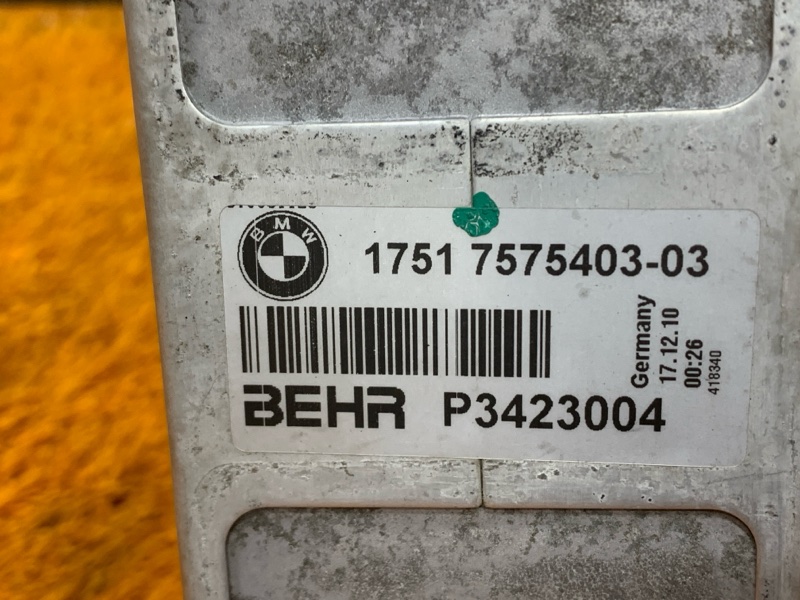 BMW
1751 7575403-03
BEHR P3423004
Germany
17.12.10
00:26
418340